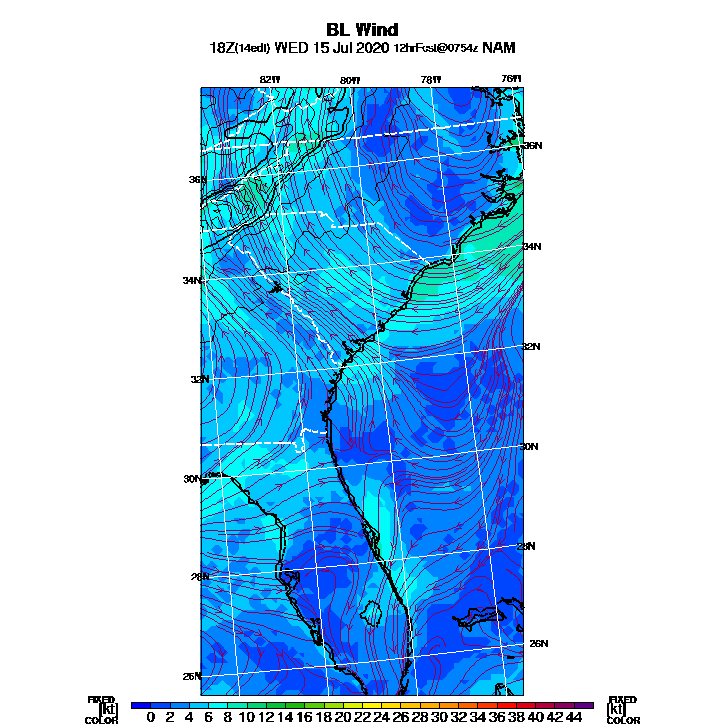 BL Wind
18Z(14edt) WED 15 Jul 2020 12hrFcst@0754z NAM
82W 80W 78W 76W
36N
36N
34N
34N
32N
32N
30N
30N
28N
28N
26N
26N
FIXED FIXED
[kt] 0 2 4 6 8 10 12 14 16 18 20 22 24 26 28 30 32 34 36 38 40 42 44 [kt]
COLOR COLOR